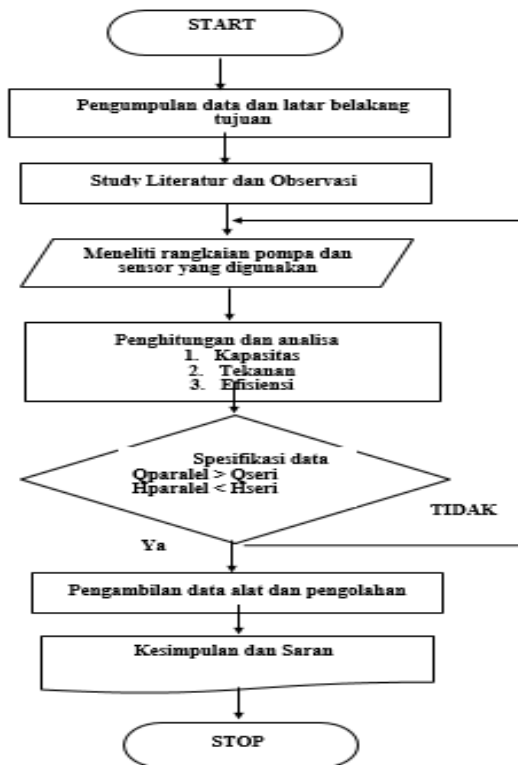 START
Pengumpulan data dan latar belakang
tujuan
Study Literatur dan Observasi
Meneliti rangkaian pompa dan
sensor yang digunakan
Penghitungan dan analisa
1. Kapasitas
2. Tekanan
3. Efisiensi
Spesifikasi data
Qparalel > Qseri
Hparalel < Hseri
TIDAK
Ya
Pengambilan data alat dan pengolahan
Kesimpulan dan Saran
STOP